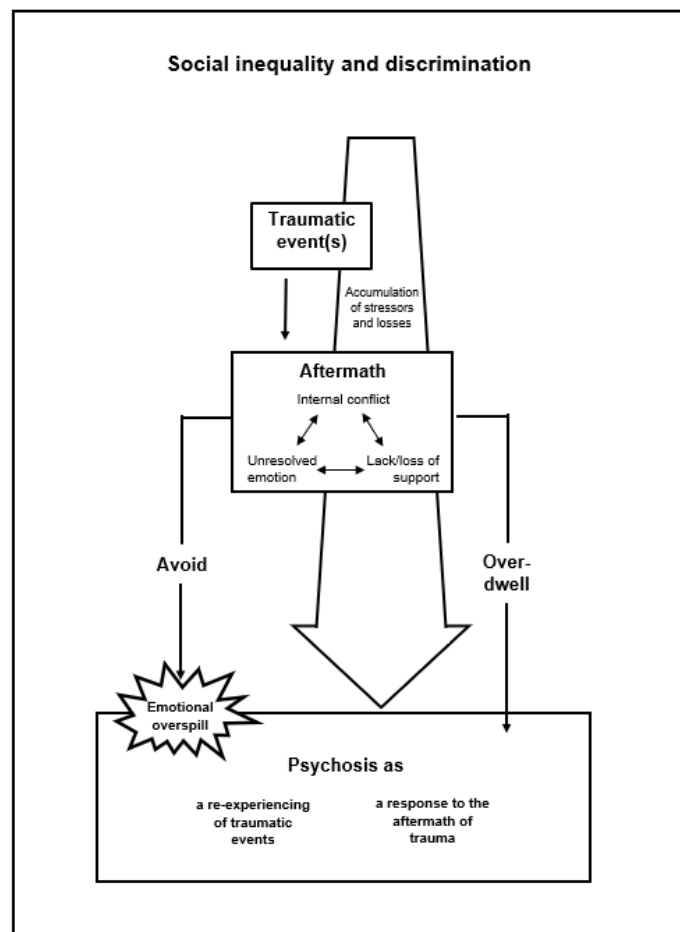 Social inequality and discrimination
Traumatic
event(s)
Accumulation
of stressors
and losses
Aftermath
Internal conflict
Unresolved
emotion
Lack/loss of
support
Avoid
Over-
dwell
Emotional
overspill
Psychosis as
a re-experiencing
of traumatic
events
a response to the
aftermath of
trauma